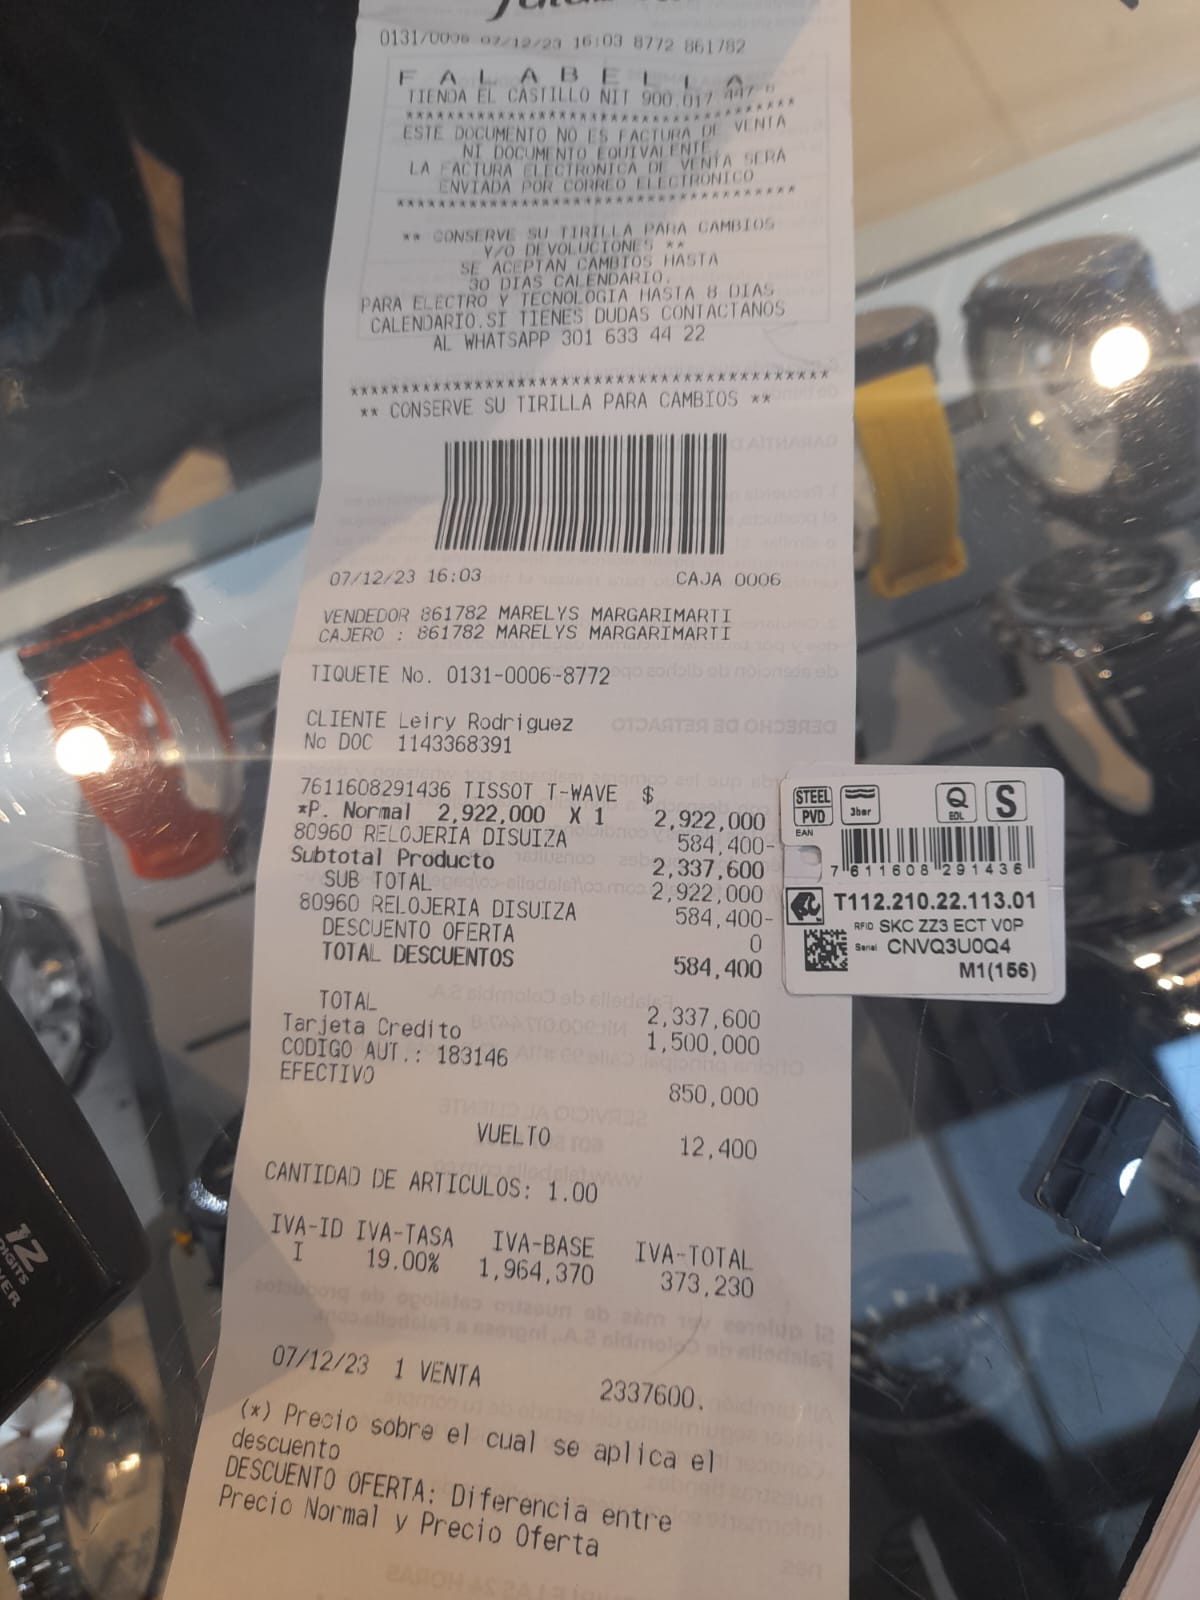 0131/0006 07/12/23 16:03 8772 861782
F A L A B E L L A
TIENDA EL CASTILLO NIT 900.017.447-8
****************************************
ESTE DOCUMENTO NO ES FACTURA DE VENTA
NI DOCUMENTO EQUIVALENTE.
LA FACTURA ELECTRONICA DE VENTA SERA
ENVIADA POR CORREO ELECTRONICO
****************************************
** CONSERVE SU TIRILLA PARA CAMBIOS
Y/O DEVOLUCIONES **
SE ACEPTAN CAMBIOS HASTA
30 DIAS CALENDARIO.
PARA ELECTRO Y TECNOLOGIA HASTA 8 DIAS
CALENDARIO.SI TIENES DUDAS CONTACTANOS
AL WHATSAPP 301 633 44 22
****************************************
** CONSERVE SU TIRILLA PARA CAMBIOS **
07/12/23 16:03 CAJA 0006
VENDEDOR 861782 MARELYS MARGARIMARTI
CAJERO : 861782 MARELYS MARGARIMARTI
TIQUETE No. 0131-0006-8772
CLIENTE Leiry Rodriguez
No DOC 1143368391
7611608291436 TISSOT T-WAVE $
*P. Normal 2,922,000 X 1 2,922,000
80960 RELOJERIA DISUIZA 584,400-
Subtotal Producto 2,337,600
SUB TOTAL 2,922,000
80960 RELOJERIA DISUIZA 584,400-
DESCUENTO OFERTA 0
TOTAL DESCUENTOS 584,400
TOTAL 2,337,600
Tarjeta Credito 1,500,000
CODIGO AUT.: 183146
EFECTIVO 850,000
VUELTO 12,400
CANTIDAD DE ARTICULOS: 1.00
IVA-ID IVA-TASA IVA-BASE IVA-TOTAL
I 19.00% 1,964,370 373,230
07/12/23 1 VENTA 2337600.
(*) Precio sobre el cual se aplica el
descuento
DESCUENTO OFERTA: Diferencia entre
Precio Normal y Precio Oferta
STEEL
PVD
3bar
Q
EOL
S
EAN
7 611608 291436
T112.210.22.113.01
RFID SKC ZZ3 ECT V0P
Serial CNVQ3U0Q4
M1(156)
12
DIGITS